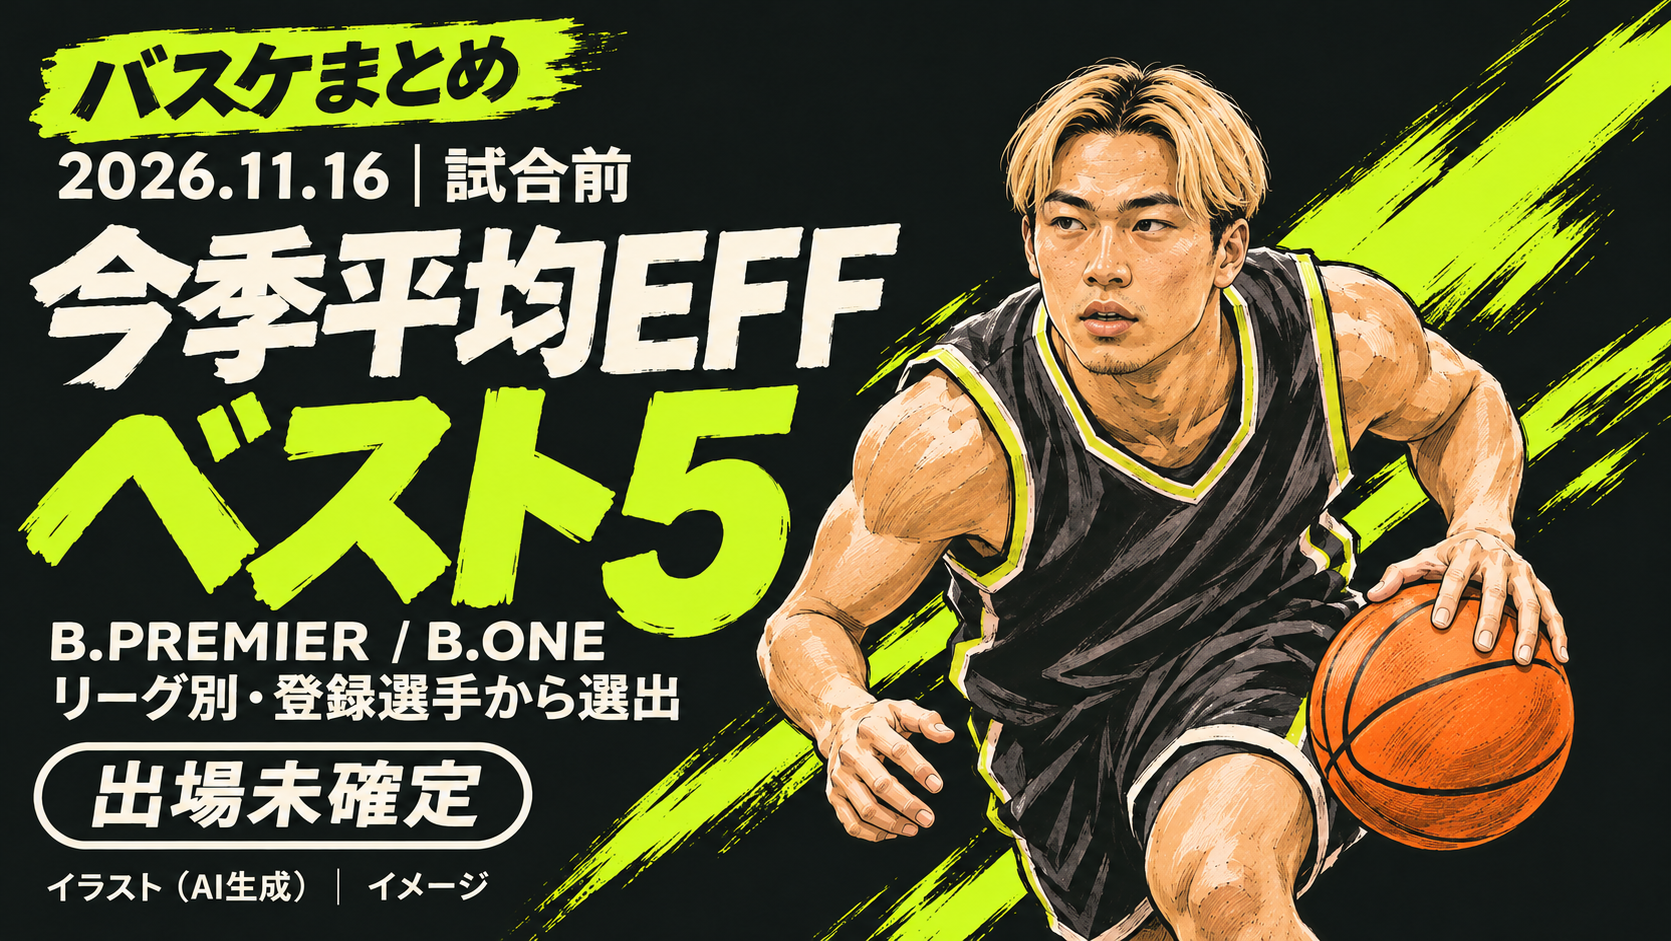 バスケまとめ
2026.11.16｜試合前
今季平均EFF
ベスト5
B.PREMIER / B.ONE
リーグ別・登録選手から選出
出場未確定
イラスト（AI生成）｜ イメージ